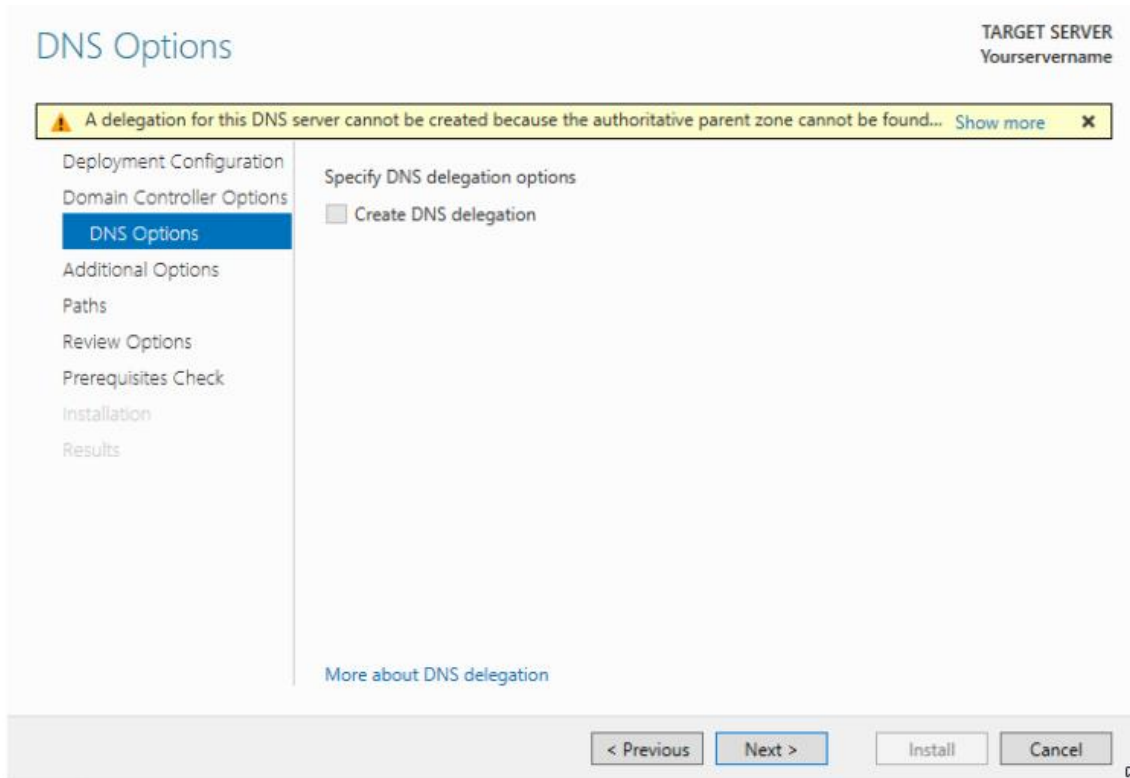 DNS Options
TARGET SERVER
Yourservername
A delegation for this DNS server cannot be created because the authoritative parent zone cannot be found... Show more
Deployment Configuration
Domain Controller Options
DNS Options
Additional Options
Paths
Review Options
Prerequisites Check
Installation
Results
Specify DNS delegation options
Create DNS delegation
More about DNS delegation
< Previous
Next >
Install
Cancel